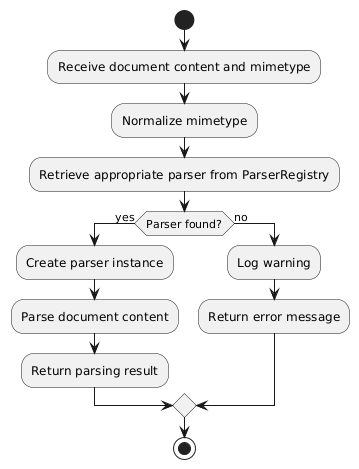 Receive document content and mimetype
Normalize mimetype
Retrieve appropriate parser from ParserRegistry
yes
Parser found?
no
Create parser instance
Log warning
Parse document content
Return error message
Return parsing result